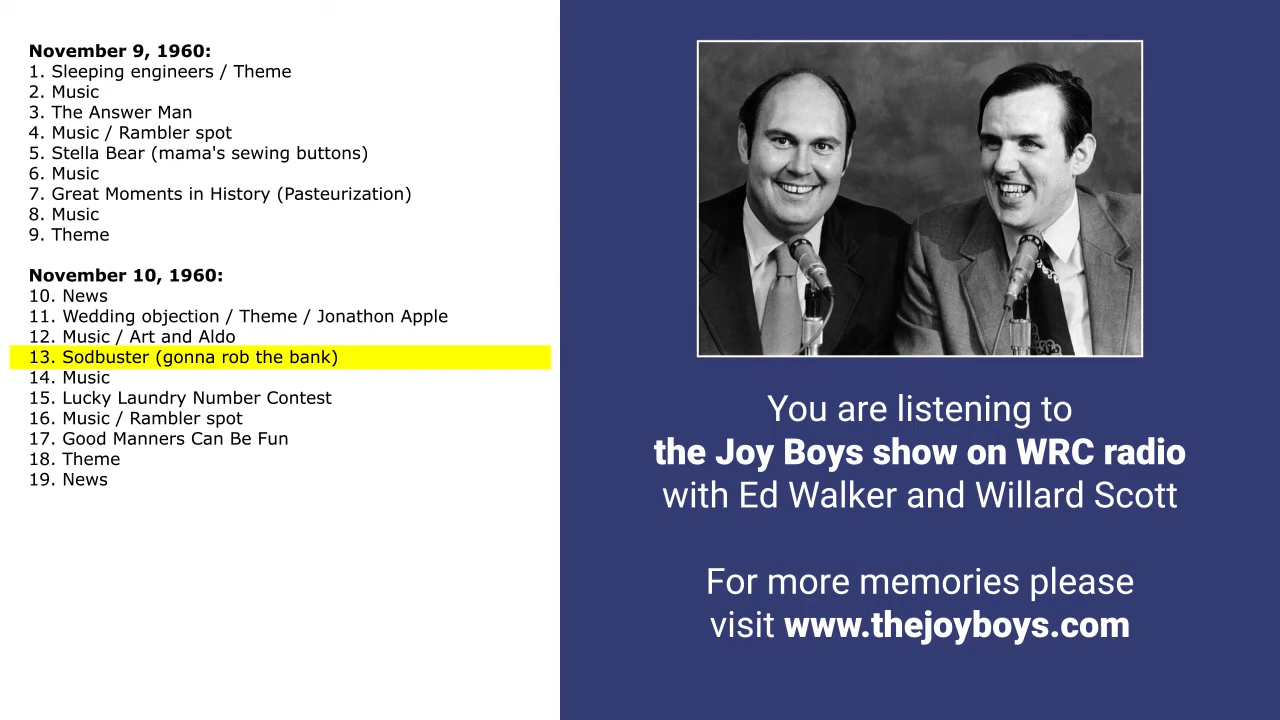 November 9, 1960:
1. Sleeping engineers / Theme
2. Music
3. The Answer Man
4. Music / Rambler spot
5. Stella Bear (mama's sewing buttons)
6. Music
7. Great Moments in History (Pasteurization)
8. Music
9. Theme
November 10, 1960:
10. News
11. Wedding objection / Theme / Jonathon Apple
12. Music / Art and Aldo
13. Sodbuster (gonna rob the bank)
14. Music
15. Lucky Laundry Number Contest
16. Music / Rambler spot
17. Good Manners Can Be Fun
18. Theme
19. News
You are listening to
the Joy Boys show on WRC radio
with Ed Walker and Willard Scott
For more memories please
visit www.thejoyboys.com